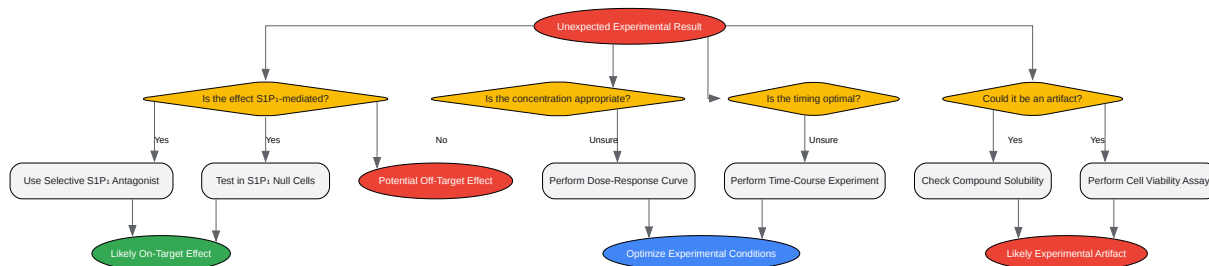 Unexpected Experimental Result
Is the effect S1P₁-mediated?
Is the concentration appropriate?
Is the timing optimal?
Could it be an artifact?
Yes
Yes
No
Unsure
Unsure
Yes
Yes
Use Selective S1P₁ Antagonist
Test in S1P₁ Null Cells
Potential Off-Target Effect
Perform Dose-Response Curve
Perform Time-Course Experiment
Check Compound Solubility
Perform Cell Viability Assay
Likely On-Target Effect
Optimize Experimental Conditions
Likely Experimental Artifact